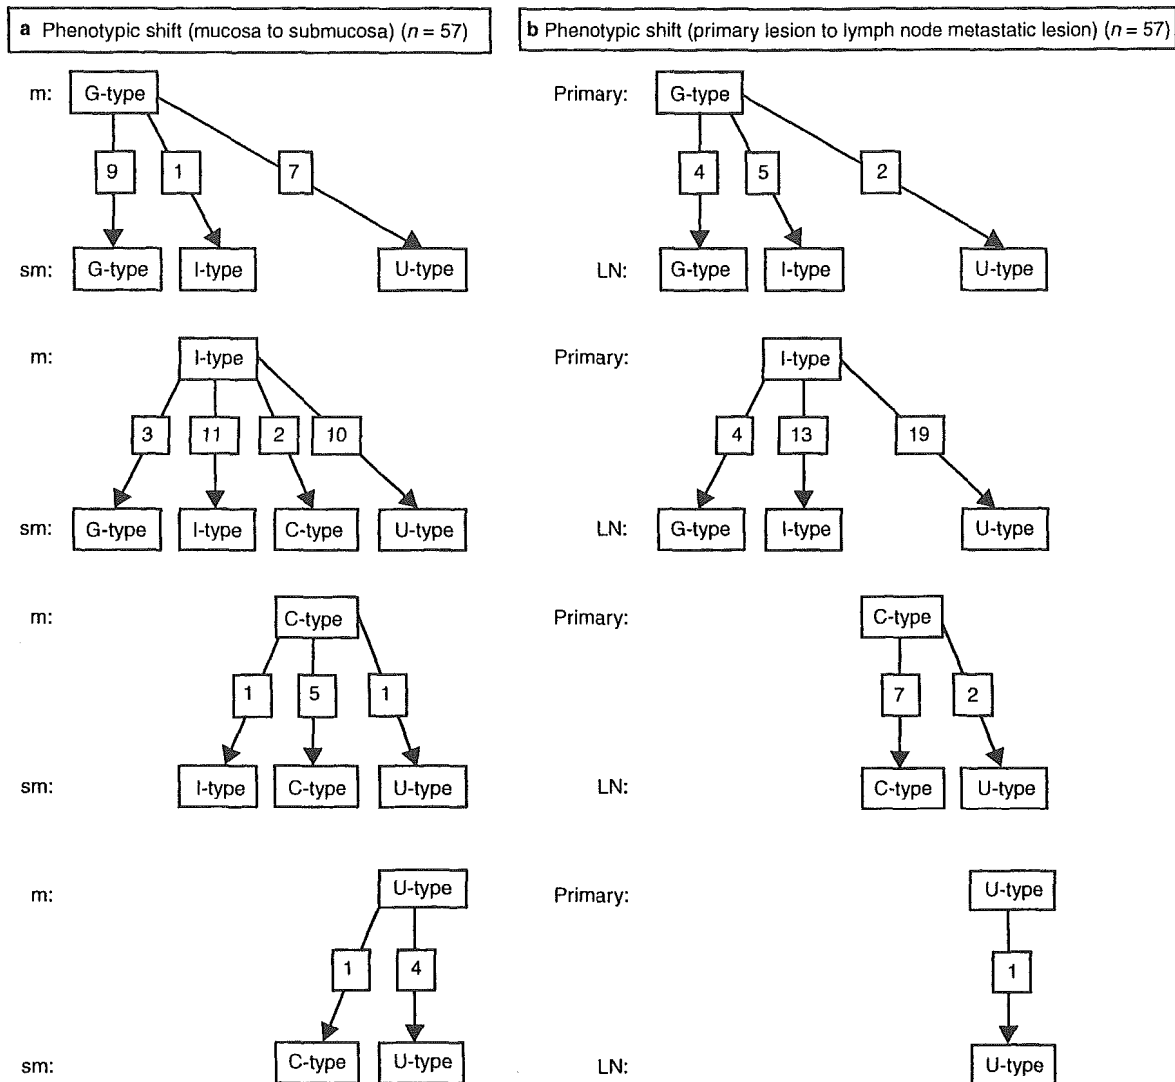 a Phenotypic shift (mucosa to submucosa) (n = 57)
m:
G-type
9 1 7
sm:
G-type I-type U-type
m:
I-type
3 11 2 10
sm:
G-type I-type C-type U-type
m:
C-type
1 5 1
sm:
I-type C-type U-type
m:
U-type
1 4
sm:
C-type U-type
b Phenotypic shift (primary lesion to lymph node metastatic lesion) (n = 57)
Primary:
G-type
4 5 2
LN:
G-type I-type U-type
Primary:
I-type
4 13 19
LN:
G-type I-type U-type
Primary:
C-type
7 2
LN:
C-type U-type
Primary:
U-type
1
LN:
U-type